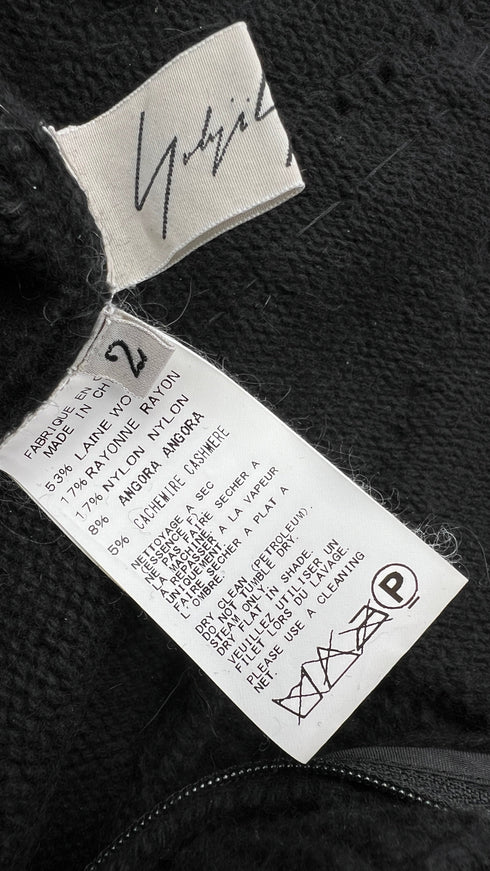 Yohji
2
FABRIQUE EN
MADE IN CH
53% LAINE WO
17% RAYONNE RAYON
17% NYLON NYLON
8% ANGORA ANGORA
5% CACHEMIRE CASHMERE
NETTOYAGE A SEC
(ESSENCE F).
NE PAS FAIRE SECHER A
LA MACHINE.
A REPASSER A LA VAPEUR
UNIQUEMENT.
FAIRE SECHER A PLAT A
L'OMBRE.
DRY CLEAN (PETROLEUM).
DO NOT TUMBLE DRY.
STEAM ONLY.
DRY FLAT IN SHADE.
VEUILLEZ UTILISER UN
FILET LORS DU LAVAGE.
PLEASE USE A CLEANING
NET.
P